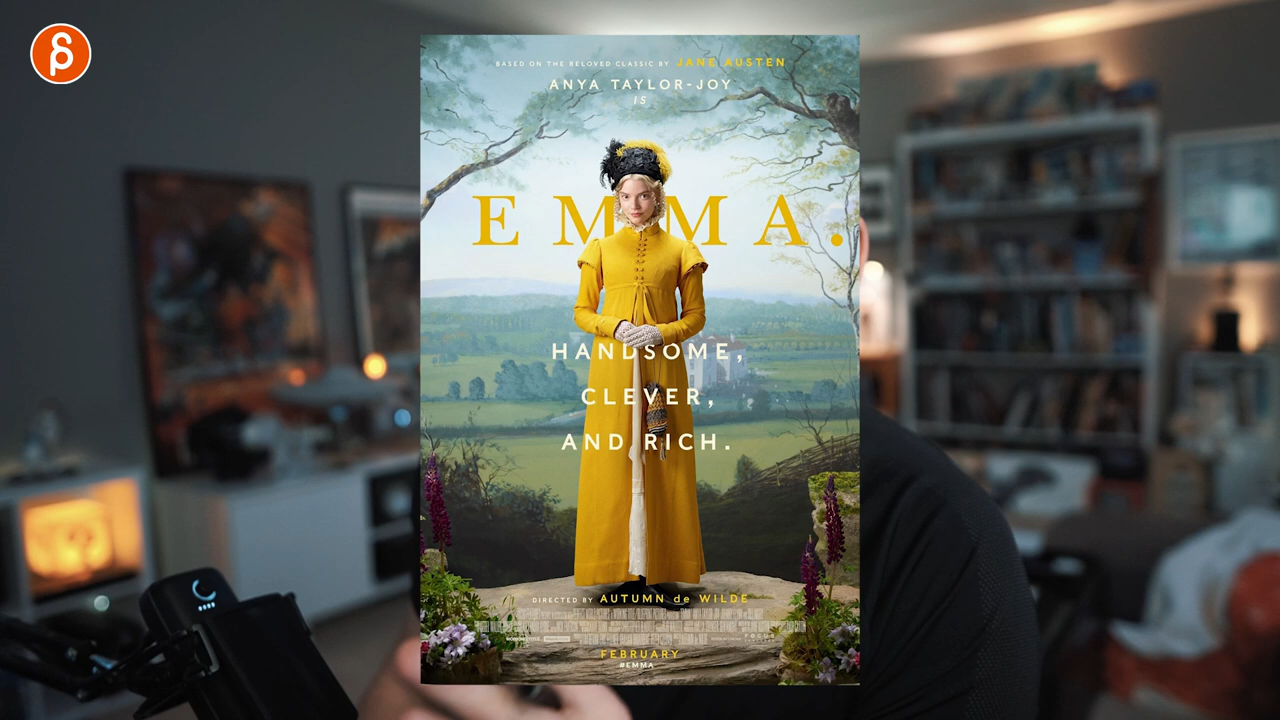 BASED ON THE BELOVED CLASSIC BY JANE AUSTEN
ANYA TAYLOR-JOY
IS
EMMA.
HANDSOME,
CLEVER,
AND RICH.
DIRECTED BY AUTUMN de WILDE
FOCUS
FEBRUARY
#EMMA